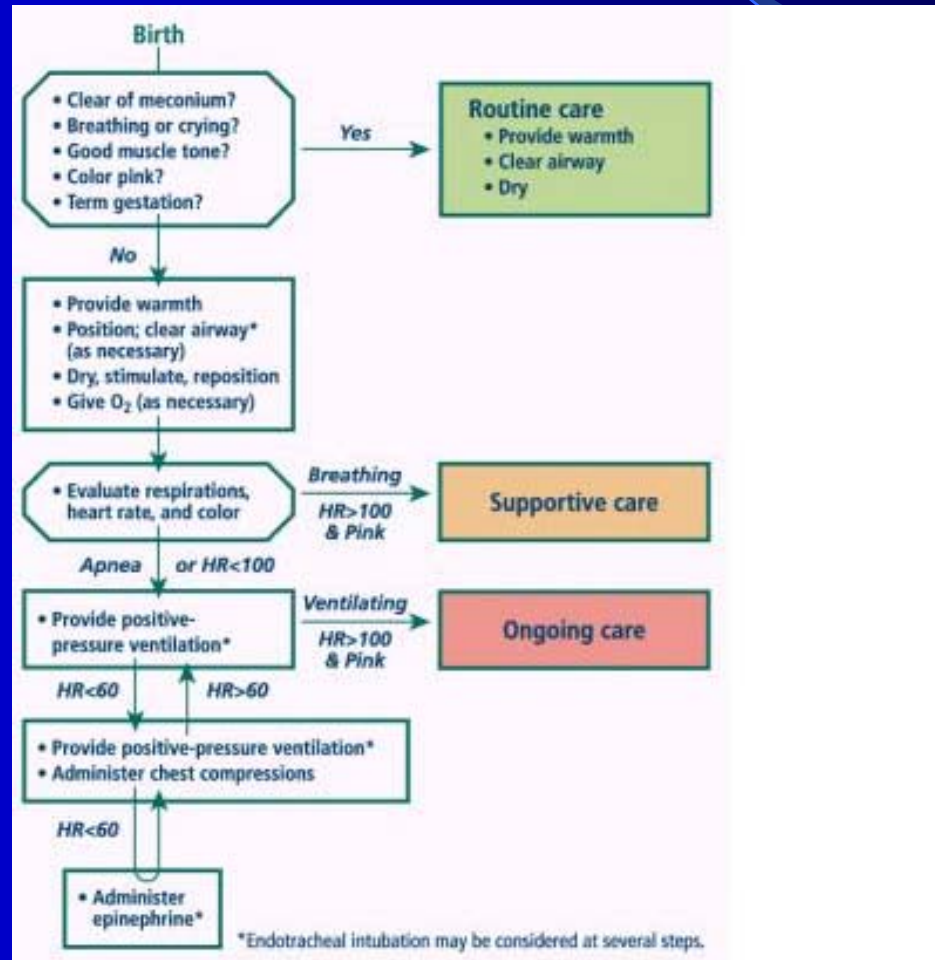 Birth
• Clear of meconium?
• Breathing or crying?
• Good muscle tone?
• Color pink?
• Term gestation?
Yes
Routine care
• Provide warmth
• Clear airway
• Dry
No
• Provide warmth
• Position; clear airway*
(as necessary)
• Dry, stimulate, reposition
• Give O₂ (as necessary)
• Evaluate respirations,
heart rate, and color
Breathing
HR>100
& Pink
Supportive care
Apnea or HR<100
• Provide positive-
pressure ventilation*
Ventilating
HR>100
& Pink
Ongoing care
HR<60 HR>60
• Provide positive-pressure ventilation*
• Administer chest compressions
HR<60
• Administer
epinephrine*
*Endotracheal intubation may be considered at several steps.